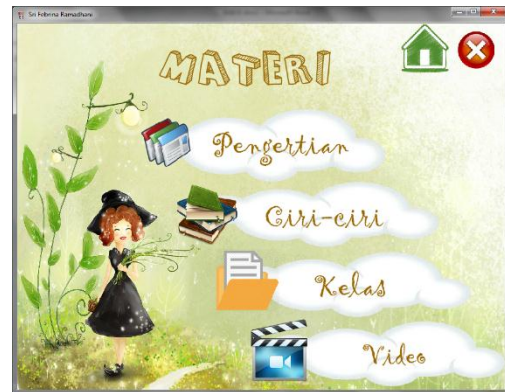 Sri Febrina Ramadhani
MATERI
Pengertian
Ciri-ciri
Kelas
Video